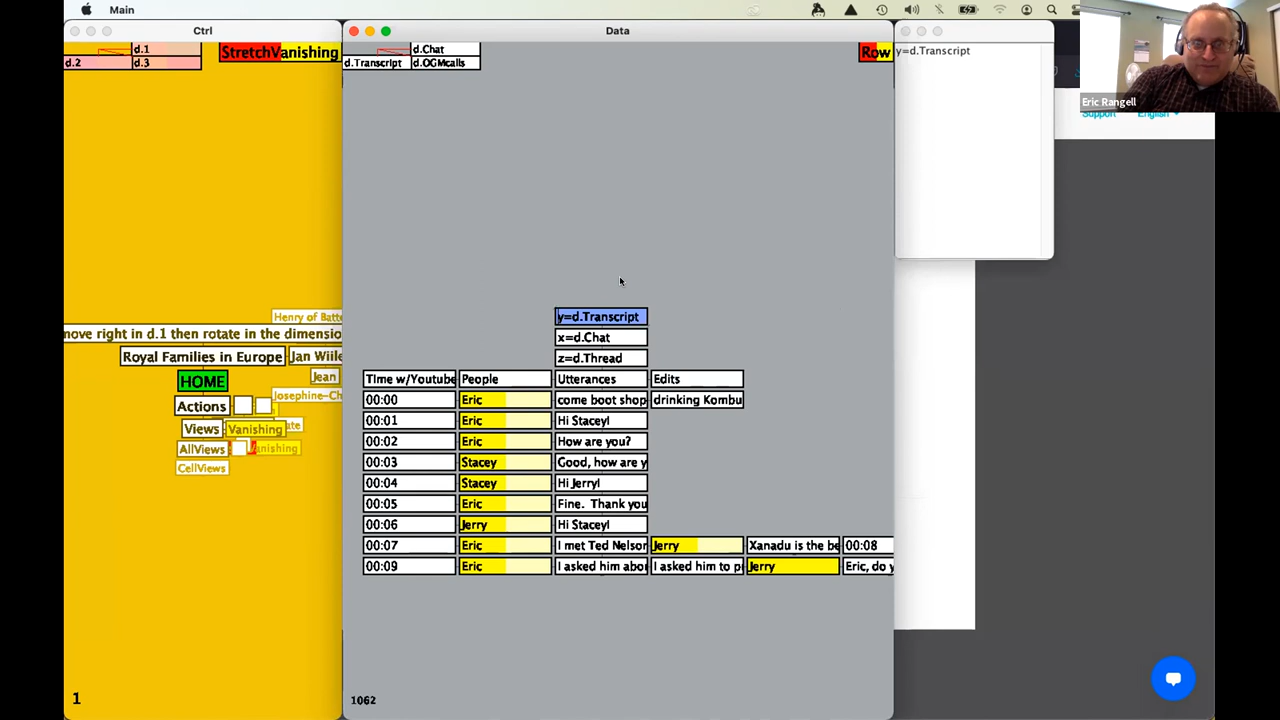 Main
Ctrl
Data
d.1
d.2 d.3
StretchVanishing
d.Chat
d.Transcript d.OGMcalls
Row
y=d.Transcript
Eric Rangell
Support English
Henry of Batte
move right in d.1 then rotate in the dimensio
Royal Families in Europe Jan Wiile
Jean
HOME
Josephine-Ch
Actions
Views Vanishing
AllViews Vanishing
CellViews
1
y=d.Transcript
x=d.Chat
z=d.Thread
Time w/Youtube People Utterances Edits
00:00 Eric come boot shop drinking Kombu
00:01 Eric Hi Stacey!
00:02 Eric How are you?
00:03 Stacey Good, how are y
00:04 Stacey Hi Jerry!
00:05 Eric Fine. Thank you
00:06 Jerry Hi Stacey!
00:07 Eric I met Ted Nelson Jerry Xanadu is the be 00:08
00:09 Eric I asked him abou I asked him to p Jerry Eric, do y
1062